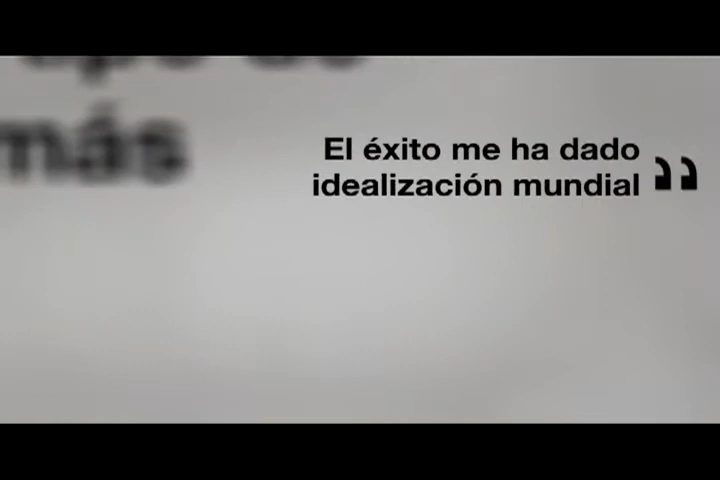 más
El éxito me ha dado
idealización mundial ”